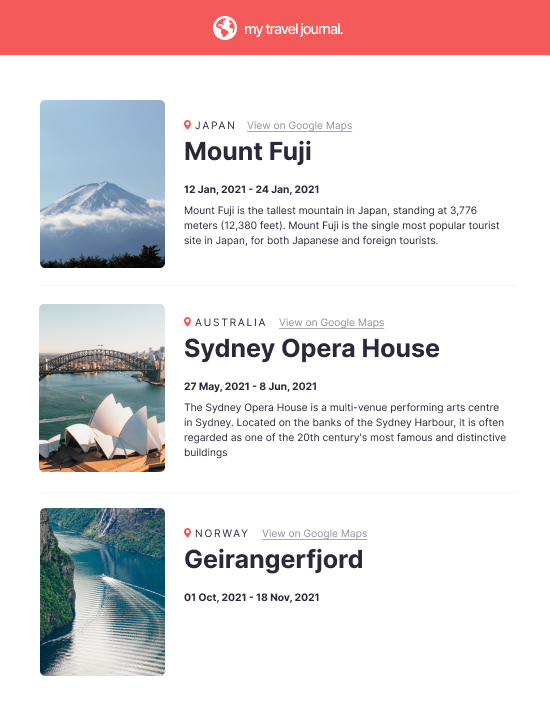 my travel journal.
JAPAN View on Google Maps
Mount Fuji
12 Jan, 2021 - 24 Jan, 2021
Mount Fuji is the tallest mountain in Japan, standing at 3,776
meters (12,380 feet). Mount Fuji is the single most popular tourist
site in Japan, for both Japanese and foreign tourists.
AUSTRALIA View on Google Maps
Sydney Opera House
27 May, 2021 - 8 Jun, 2021
The Sydney Opera House is a multi-venue performing arts centre
in Sydney. Located on the banks of the Sydney Harbour, it is often
regarded as one of the 20th century's most famous and distinctive
buildings
NORWAY View on Google Maps
Geirangerfjord
01 Oct, 2021 - 18 Nov, 2021